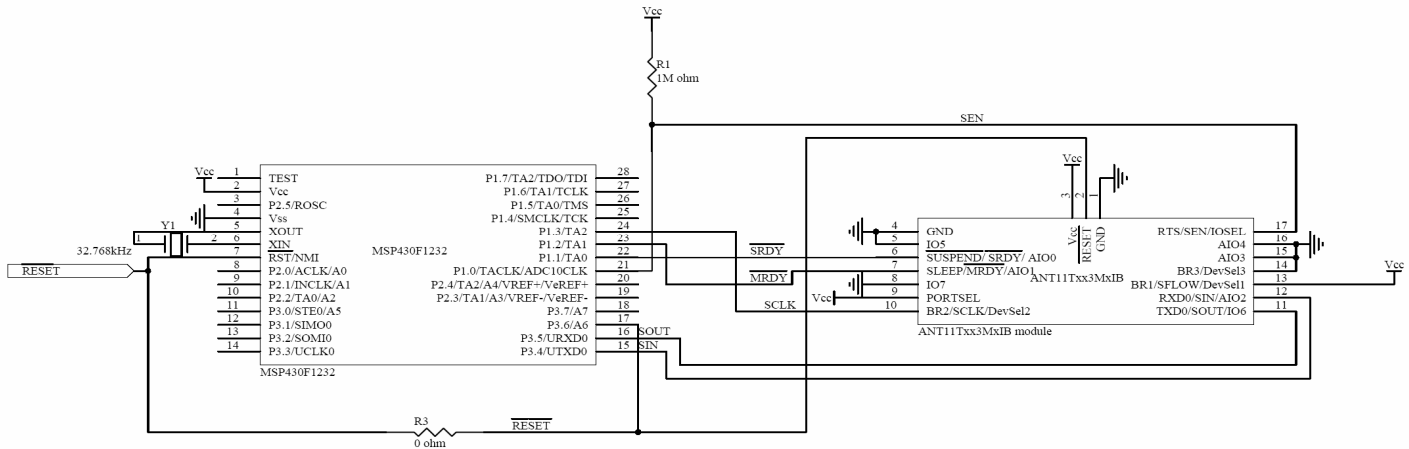 Vcc
R1
1M ohm
SEN
1 TEST P1.7/TA2/TDO/TDI 28
Vcc 2 Vcc P1.6/TA1/TCLK 27
3 P2.5/ROSC P1.5/TA0/TMS 26
4 Vss P1.4/SMCLK/TCK 25
Y1 5 XOUT P1.3/TA2 24
1 2 6 XIN P1.2/TA1 23
32.768kHz 7 RST/NMI MSP430F1232 P1.1/TA0 22
RESET 8 P2.0/ACLK/A0 P1.0/TACLK/ADC10CLK 21
9 P2.1/INCLK/A1 P2.4/TA2/A4/VREF+/VeREF+ 20
10 P2.2/TA0/A2 P2.3/TA1/A3/VREF-/VeREF- 19
11 P3.0/STE0/A5 P3.7/A7 18
12 P3.1/SIMO0 P3.6/A6 17
13 P3.2/SOMI0 P3.5/URXD0 16 SOUT
14 P3.3/UCLK0 P3.4/UTXD0 15 SIN
MSP430F1232
SRDY
MRDY
SCLK
Vcc
3 2 1
Vcc RESET GND
4 GND RTS/SEN/IOSEL 17
5 IO5 AIO4 16
6 SUSPEND/ SRDY/ AIO0 AIO3 15
7 SLEEP/MRDY/AIO1 ANT11Txx3MxIB BR3/DevSel3 14
8 IO7 BR1/SFLOW/DevSel1 13 Vcc
Vcc 9 PORTSEL RXD0/SIN/AIO2 12
10 BR2/SCLK/DevSel2 TXD0/SOUT/IO6 11
ANT11Txx3MxIB module
R3
0 ohm
RESET